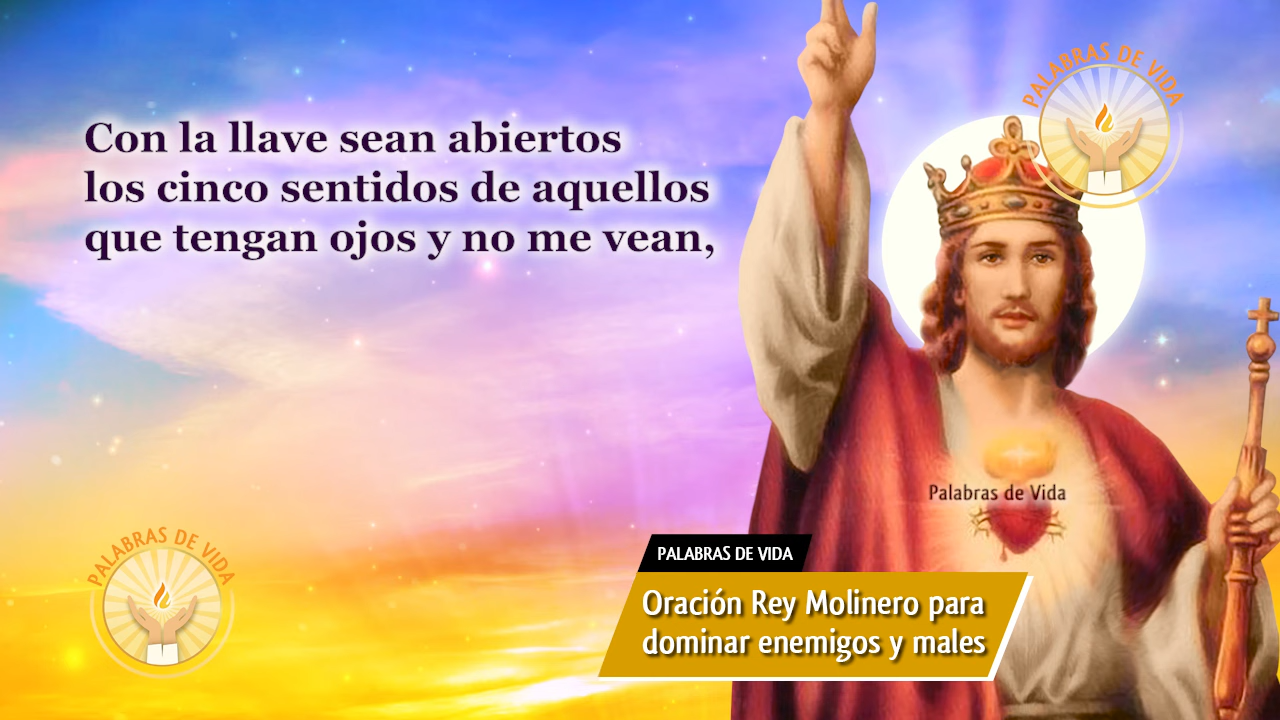 Con la llave sean abiertos
los cinco sentidos de aquellos
que tengan ojos y no me vean,
PALABRAS DE VIDA
Palabras de Vida
PALABRAS DE VIDA
PALABRAS DE VIDA
Oración Rey Molinero para
dominar enemigos y males